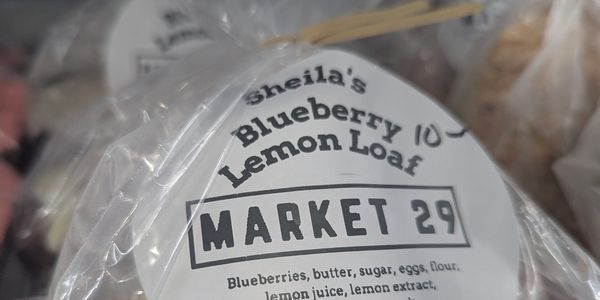 Sheila's
Blueberry 10
Lemon Loaf
MARKET 29
Blueberries, butter, sugar, eggs, flour,
lemon juice, lemon extract,